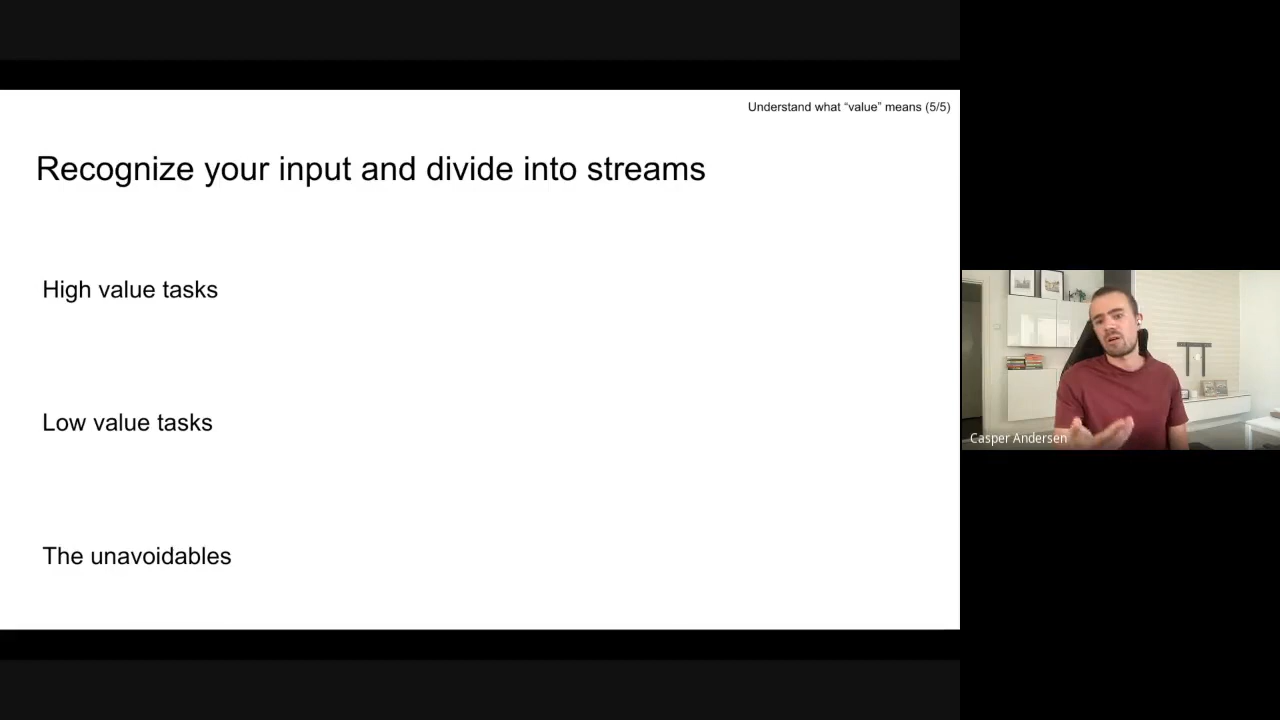 Understand what “value” means (5/5)
Recognize your input and divide into streams
High value tasks
Low value tasks
The unavoidables
Casper Andersen